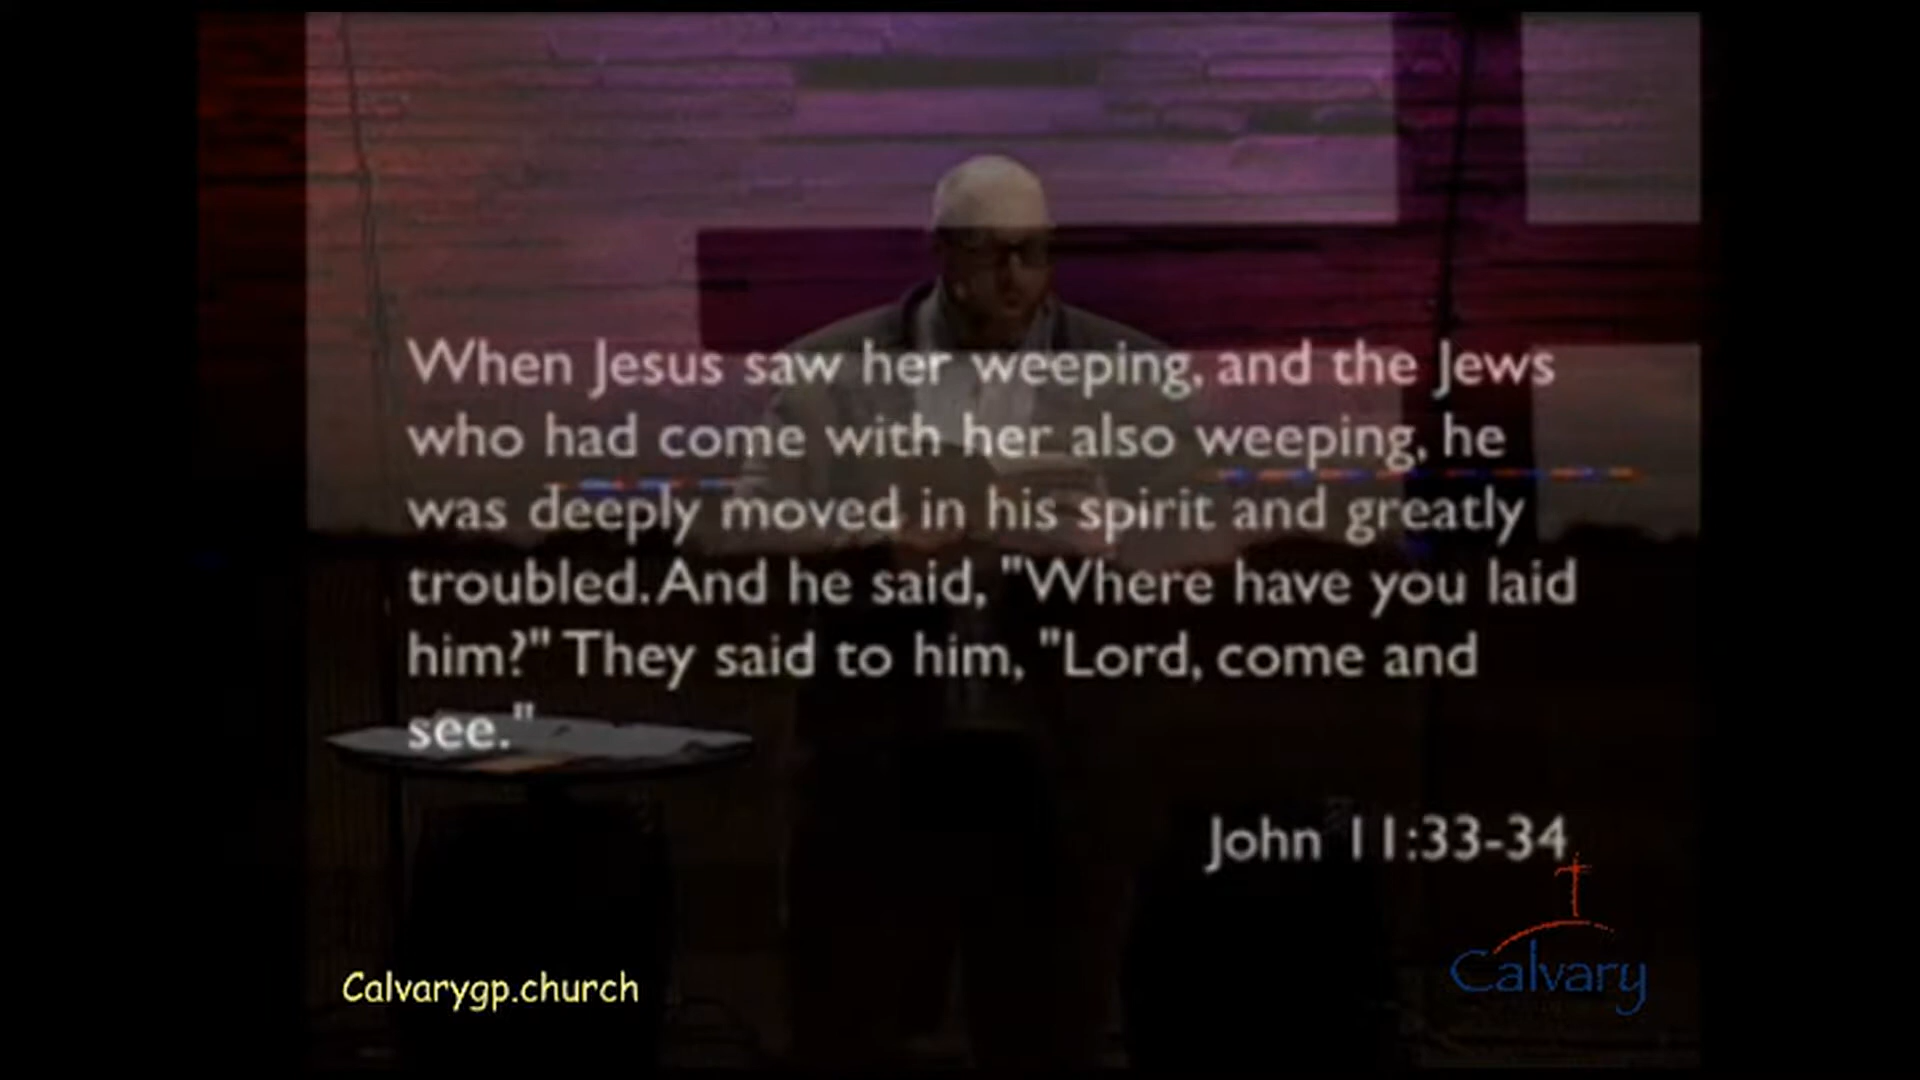 When Jesus saw her weeping, and the Jews
who had come with her also weeping, he
was deeply moved in his spirit and greatly
troubled. And he said, "Where have you laid
him?" They said to him, "Lord, come and
see."
John 11:33-34
Calvary
Calvarygp.church